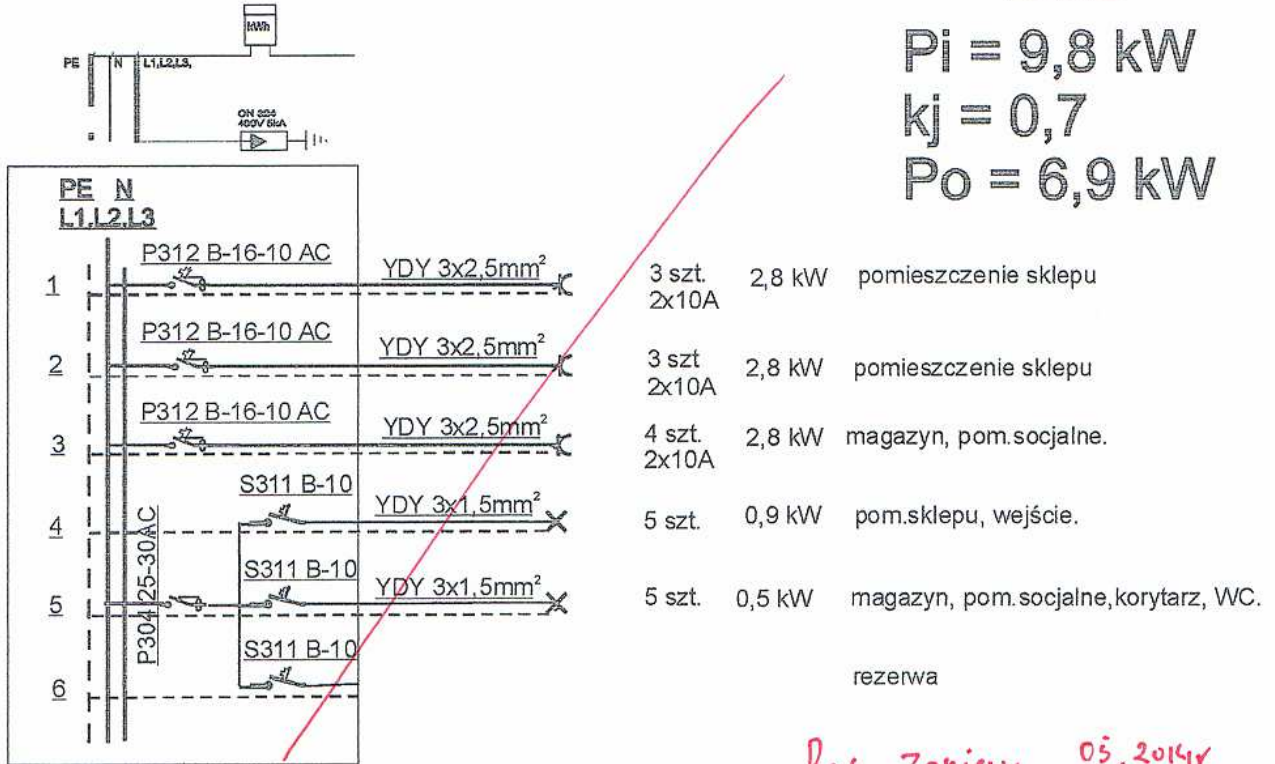 kWh
PE N L1,L2,L3,
400V 5kA
Pi = 9,8 kW
kj = 0,7
Po = 6,9 kW
PE N
L1,L2,L3
1 P312 B-16-10 AC YDY 3x2,5mm² 3 szt. 2x10A 2,8 kW pomieszczenie sklepu
2 P312 B-16-10 AC YDY 3x2,5mm² 3 szt 2x10A 2,8 kW pomieszczenie sklepu
3 P312 B-16-10 AC YDY 3x2,5mm² 4 szt. 2x10A 2,8 kW magazyn, pom.socjalne.
4 S311 B-10 YDY 3x1,5mm² 5 szt. 0,9 kW pom.sklepu, wejście.
P304 25-30AC
5 S311 B-10 YDY 3x1,5mm² 5 szt. 0,5 kW magazyn, pom.socjalne,korytarz, WC.
6 S311 B-10 rezerwa
05.2014r